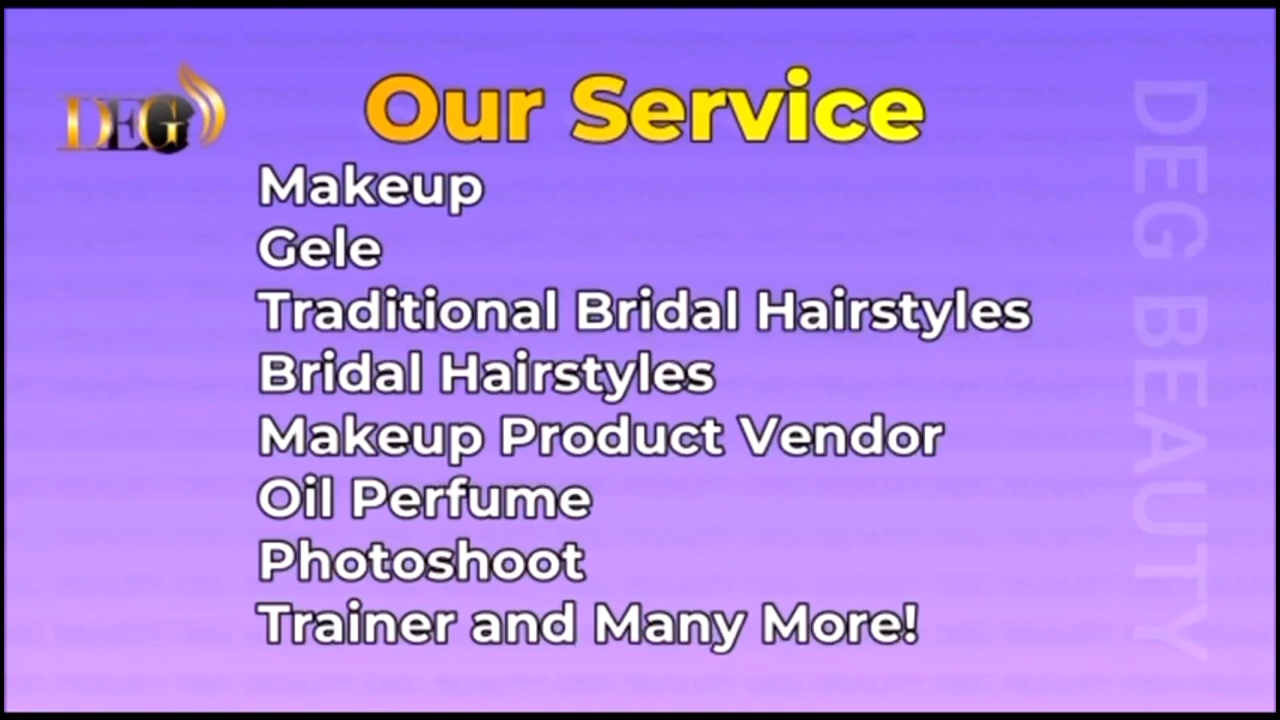 DEG
Our Service
Makeup
Gele
Traditional Bridal Hairstyles
Bridal Hairstyles
Makeup Product Vendor
Oil Perfume
Photoshoot
Trainer and Many More!
DEG BEAUTY